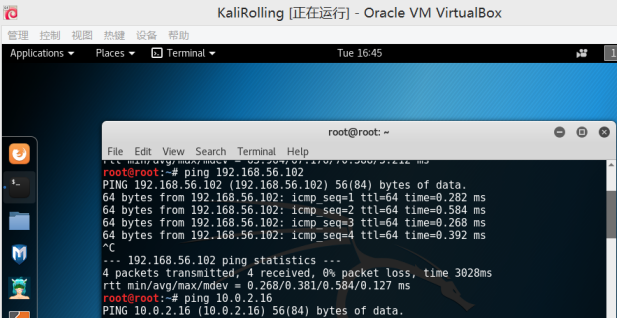 KaliRolling [正在运行] - Oracle VM VirtualBox
管理 控制 视图 热键 设备 帮助
Applications Places Terminal Tue 16:45 1
root@root: ~
File Edit View Search Terminal Help
rtt min/avg/max/mdev =
root@root:~# ping 192.168.56.102
PING 192.168.56.102 (192.168.56.102) 56(84) bytes of data.
64 bytes from 192.168.56.102: icmp_seq=1 ttl=64 time=0.282 ms
64 bytes from 192.168.56.102: icmp_seq=2 ttl=64 time=0.584 ms
64 bytes from 192.168.56.102: icmp_seq=3 ttl=64 time=0.268 ms
64 bytes from 192.168.56.102: icmp_seq=4 ttl=64 time=0.392 ms
^C
--- 192.168.56.102 ping statistics ---
4 packets transmitted, 4 received, 0% packet loss, time 3028ms
rtt min/avg/max/mdev = 0.268/0.381/0.584/0.127 ms
root@root:~# ping 10.0.2.16
PING 10.0.2.16 (10.0.2.16) 56(84) bytes of data.